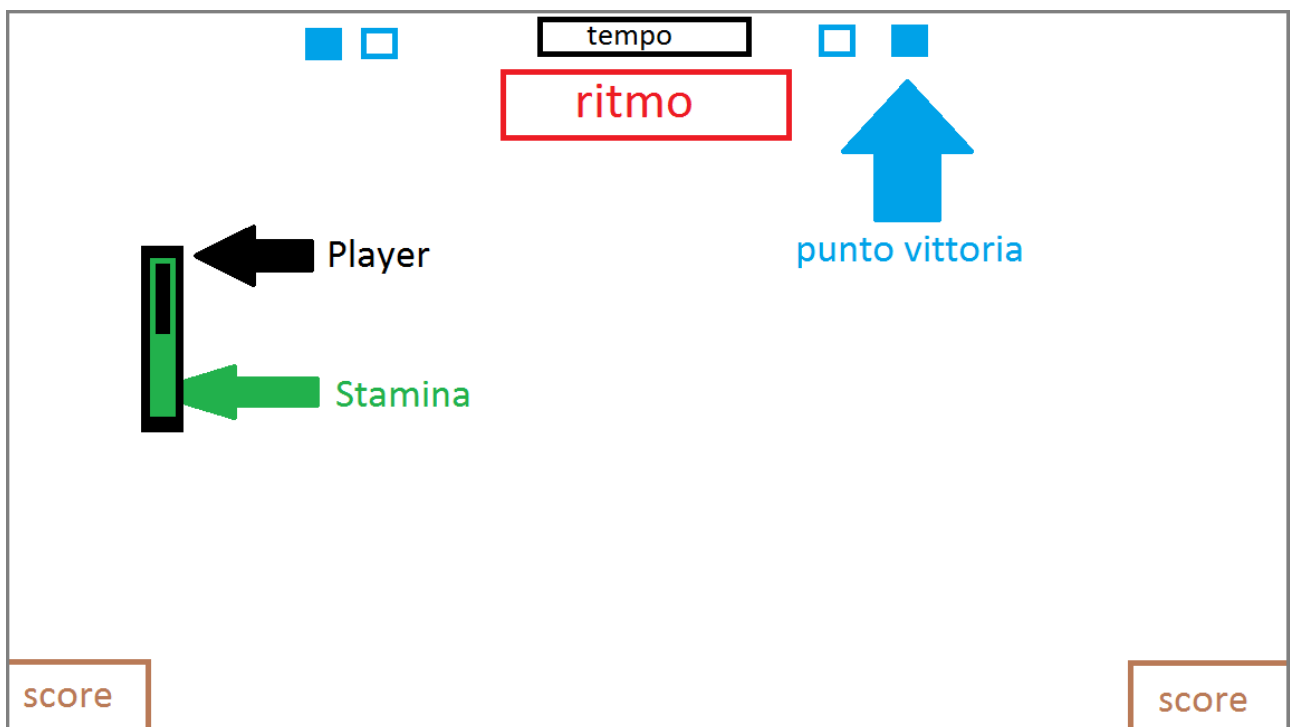 tempo
ritmo
Player
punto vittoria
Stamina
score
score